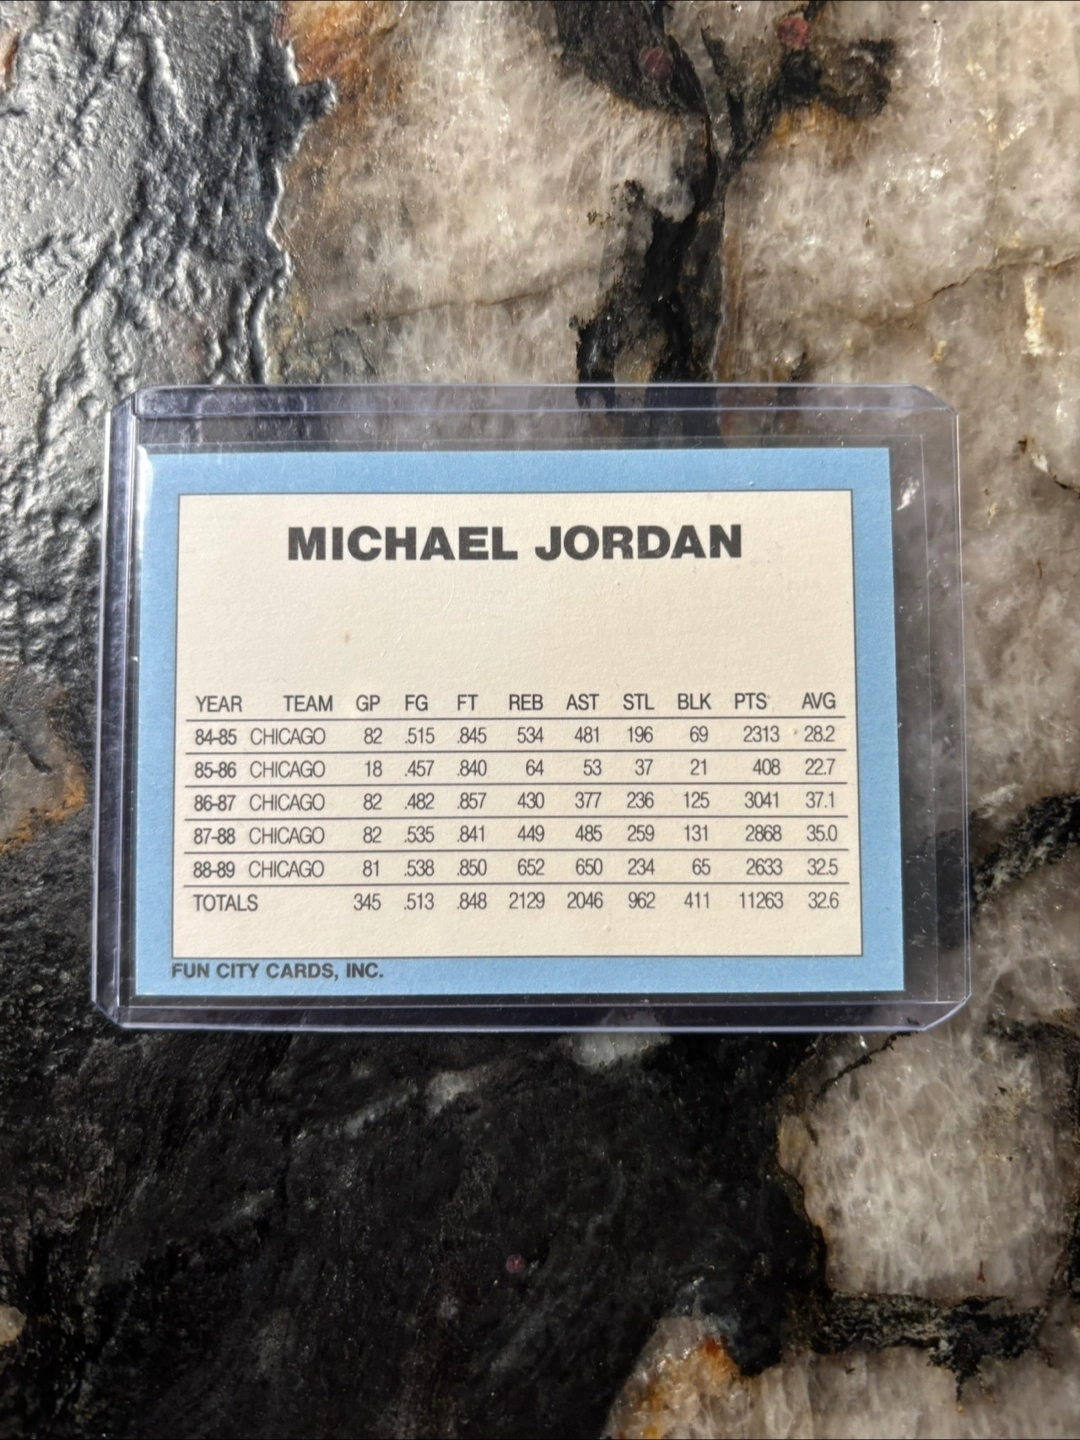 MICHAEL JORDAN
YEAR TEAM GP FG FT REB AST STL BLK PTS AVG
84-85 CHICAGO 82 .515 .845 534 481 196 69 2313 28.2
85-86 CHICAGO 18 .457 .840 64 53 37 21 408 22.7
86-87 CHICAGO 82 .482 .857 430 377 236 125 3041 37.1
87-88 CHICAGO 82 .535 .841 449 485 259 131 2868 35.0
88-89 CHICAGO 81 .538 .850 652 650 234 65 2633 32.5
TOTALS 345 .513 .848 2129 2046 962 411 11263 32.6
FUN CITY CARDS, INC.